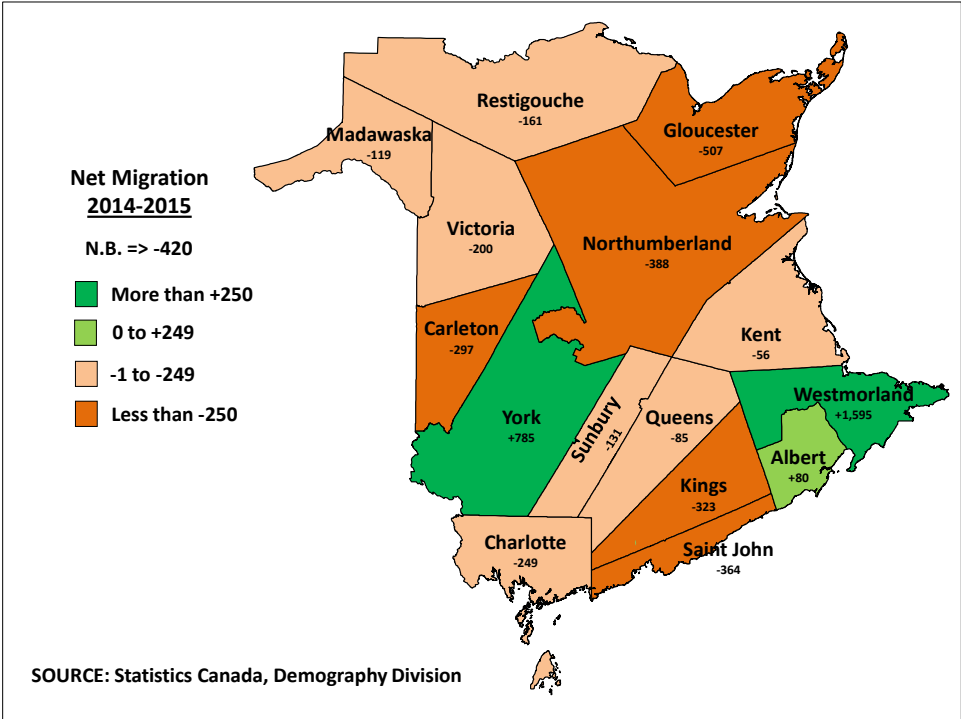 Net Migration
2014-2015
N.B. => -420
More than +250
0 to +249
-1 to -249
Less than -250
Restigouche
-161
Gloucester
-507
Madawaska
-119
Victoria
-200
Northumberland
-388
Carleton
-297
Kent
-56
York
+785
Sunbury
-131
Queens
-85
Westmorland
+1,595
Albert
+80
Kings
-323
Saint John
-364
Charlotte
-249
SOURCE: Statistics Canada, Demography Division